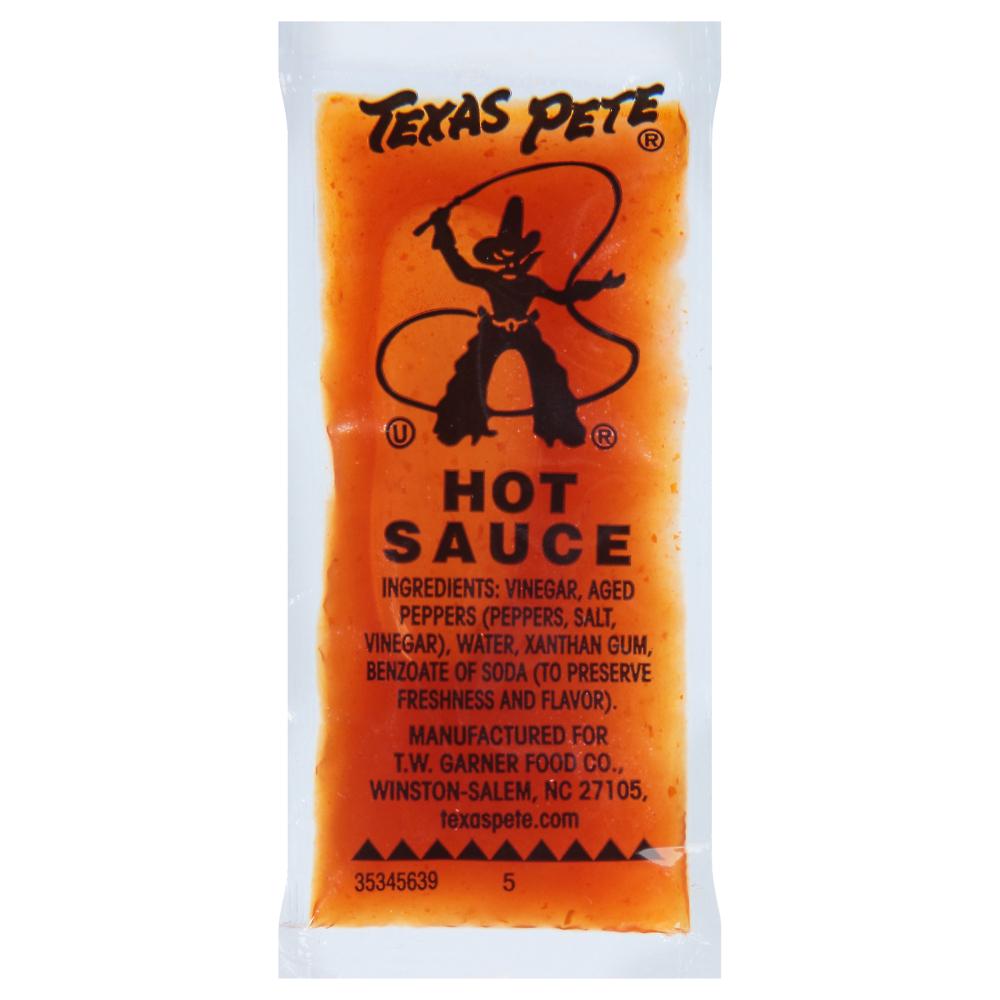 TEXAS PETE®
Ⓤ ®
HOT
SAUCE
INGREDIENTS: VINEGAR, AGED
PEPPERS (PEPPERS, SALT,
VINEGAR), WATER, XANTHAN GUM,
BENZOATE OF SODA (TO PRESERVE
FRESHNESS AND FLAVOR).
MANUFACTURED FOR
T.W. GARNER FOOD CO.,
WINSTON-SALEM, NC 27105,
texaspete.com
35345639 5